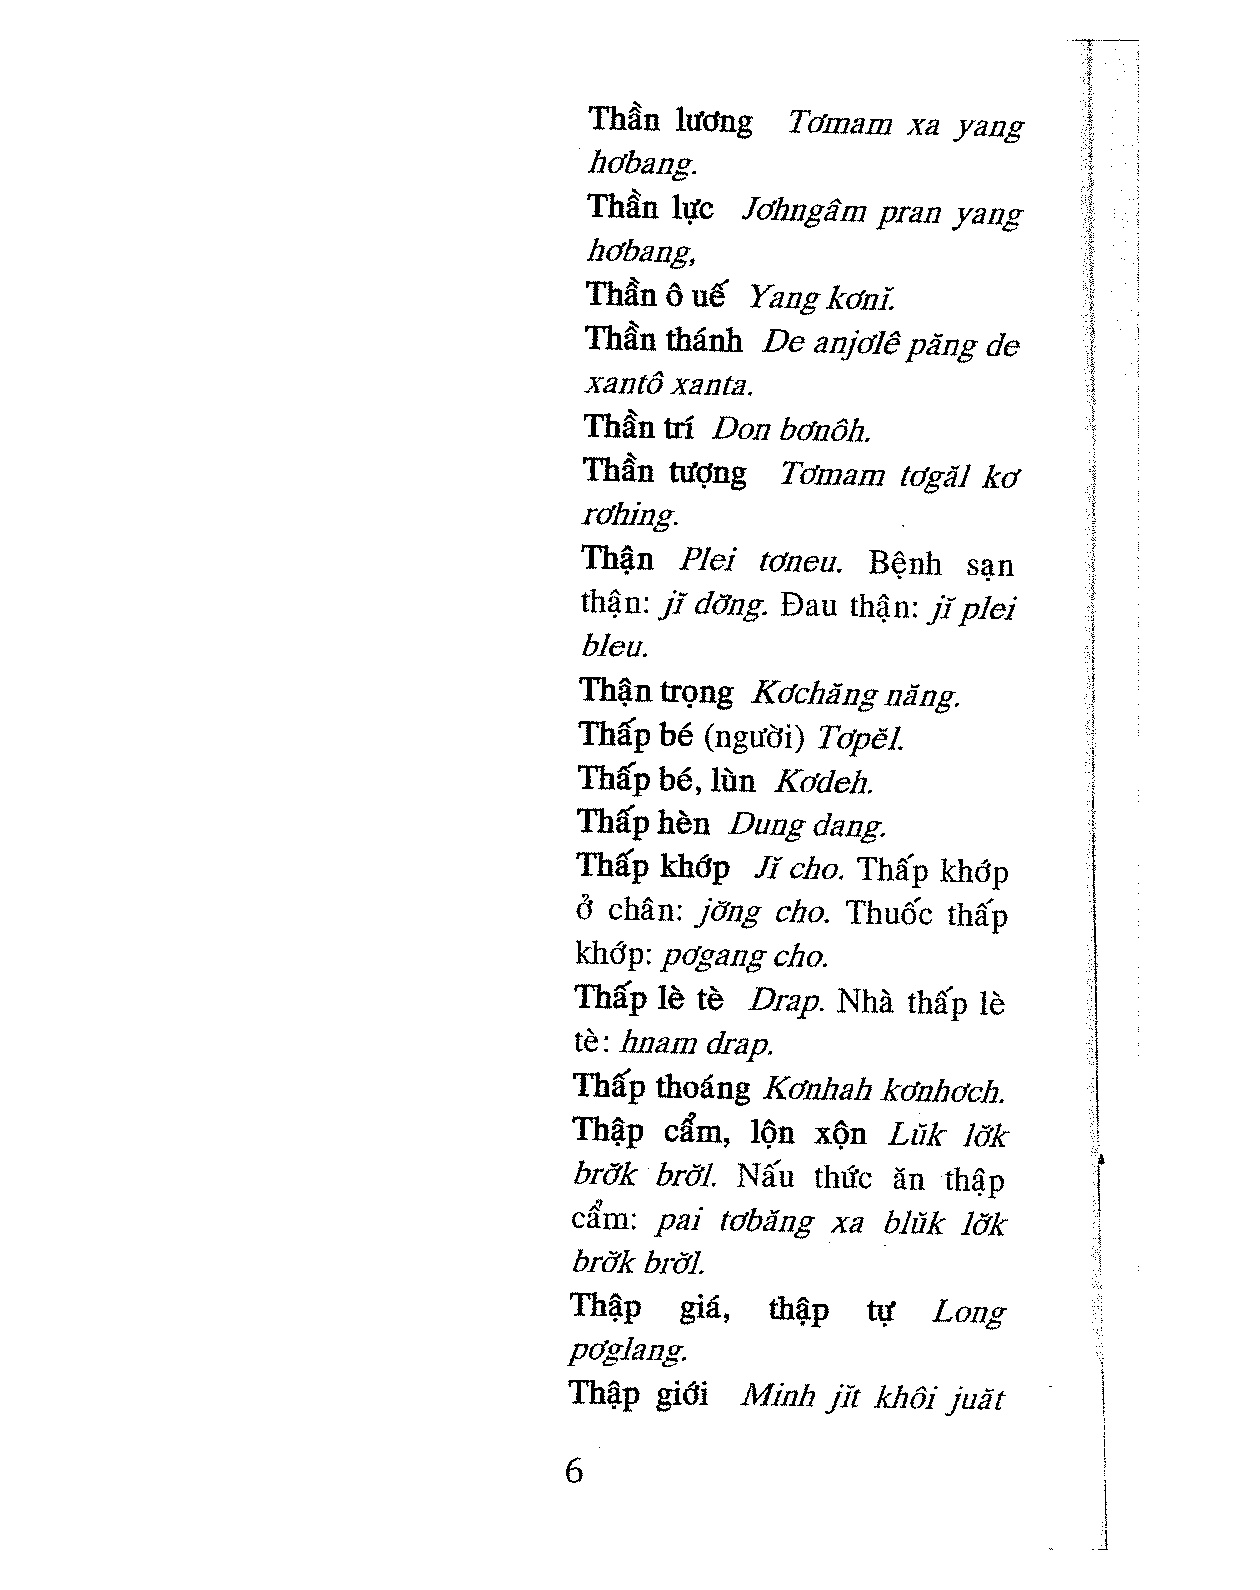 Thần lương Tơmam xa yang
hơbang.
Thần lực Jơhngâm pran yang
hơbang,
Thần ô uế Yang kơnĭ.
Thần thánh De anjơlê păng de
xantô xanta.
Thần trí Don bơnôh.
Thần tượng Tơmam tơgăl kơ
rơhing.
Thận Plei tơneu. Bệnh sạn
thận: jĭ dơ̆ng. Đau thận: jĭ plei
bleu.
Thận trọng Kơchăng năng.
Thấp bé (người) Tơpĕl.
Thấp bé, lùn Kơdeh.
Thấp hèn Dung dang.
Thấp khớp Jĭ cho. Thấp khớp
ở chân: jơ̆ng cho. Thuốc thấp
khớp: pơgang cho.
Thấp lè tè Drap. Nhà thấp lè
tè: hnam drap.
Thấp thoáng Kơnhah kơnhơch.
Thập cẩm, lộn xộn Lŭk lơ̆k
brơ̆k brơ̆l. Nấu thức ăn thập
cẩm: pai tơbăng xa blŭk lơ̆k
brơ̆k brơ̆l.
Thập giá, thập tự Long
pơglang.
Thập giới Minh jĭt khôi juăt
6